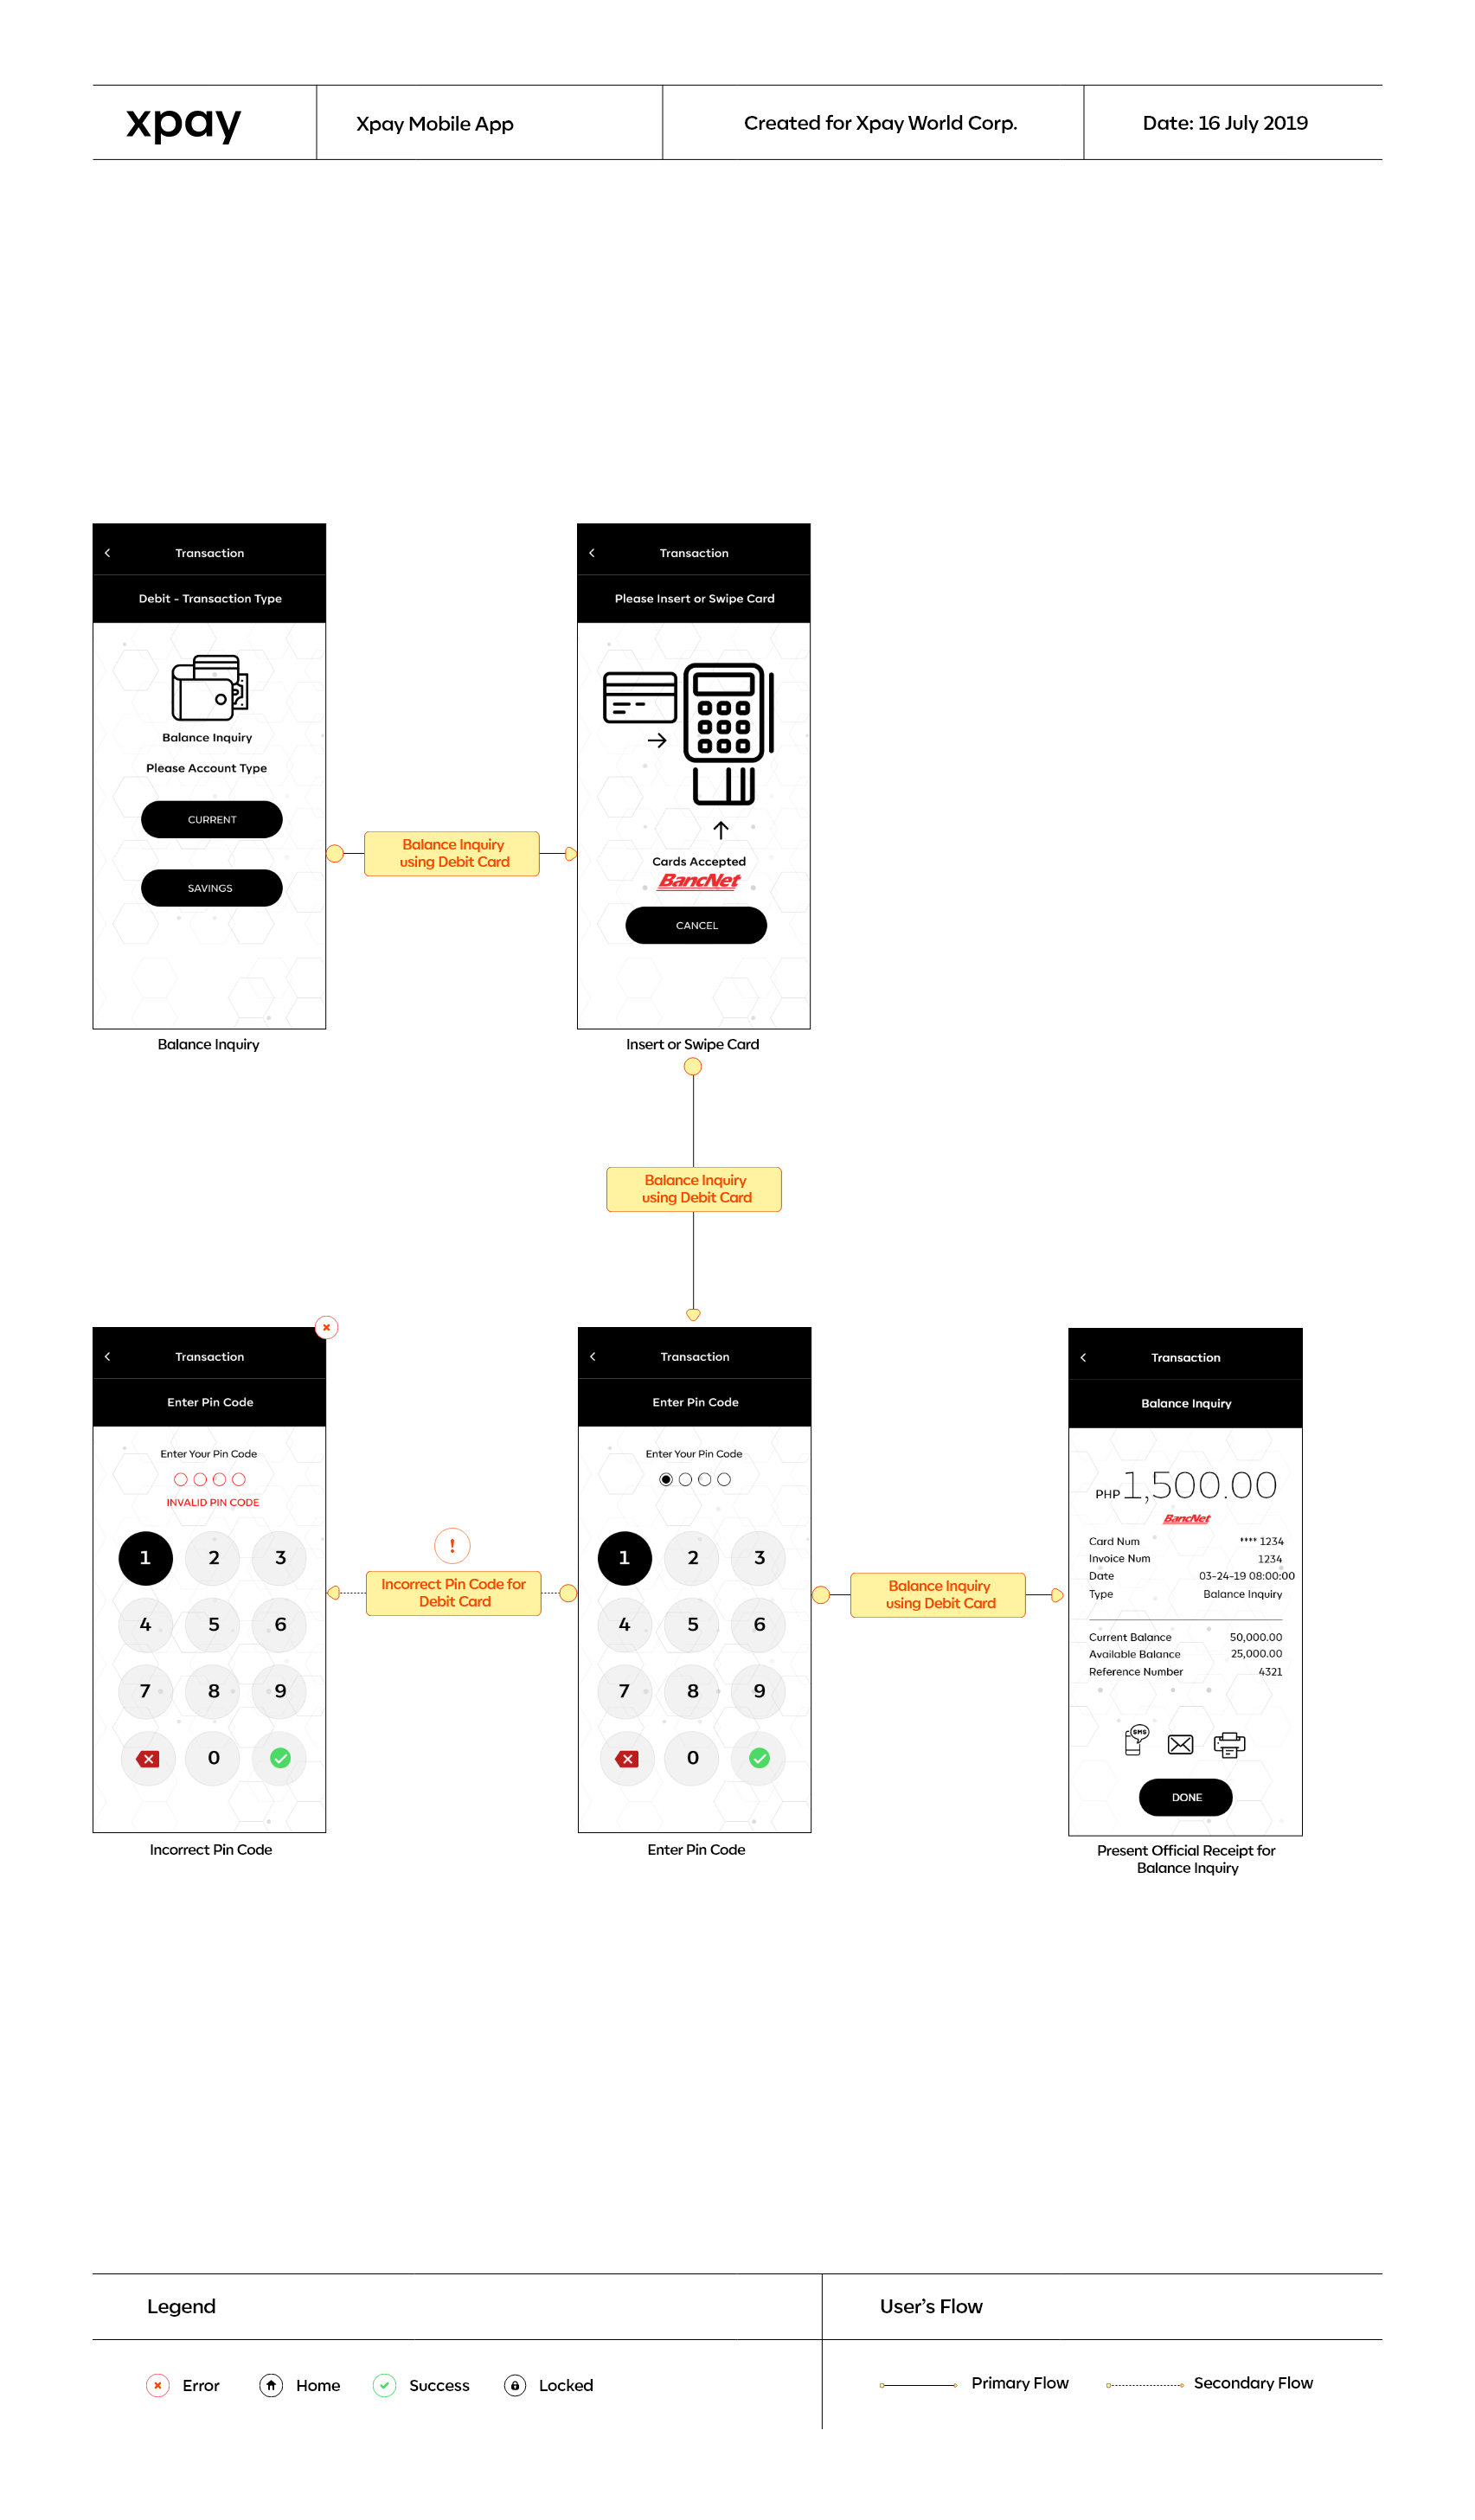 xpay
Xpay Mobile App
Created for Xpay World Corp.
Date: 16 July 2019
Transaction
Debit - Transaction Type
Balance Inquiry
Please Account Type
CURRENT
SAVINGS
Balance Inquiry
Balance Inquiry
using Debit Card
Transaction
Please Insert or Swipe Card
Cards Accepted
BancNet
CANCEL
Insert or Swipe Card
Balance Inquiry
using Debit Card
Transaction
Enter Pin Code
Enter Your Pin Code
INVALID PIN CODE
1 2 3
4 5 6
7 8 9
0
Incorrect Pin Code
!
Incorrect Pin Code for
Debit Card
Transaction
Enter Pin Code
Enter Your Pin Code
1 2 3
4 5 6
7 8 9
0
Enter Pin Code
Balance Inquiry
using Debit Card
Transaction
Balance Inquiry
PHP 1,500.00
BancNet
Card Num **** 1234
Invoice Num 1234
Date 03-24-19 08:00:00
Type Balance Inquiry
Current Balance 50,000.00
Available Balance 25,000.00
Reference Number 4321
SMS
DONE
Present Official Receipt for
Balance Inquiry
Legend
User's Flow
Error
Home
Success
Locked
Primary Flow
Secondary Flow